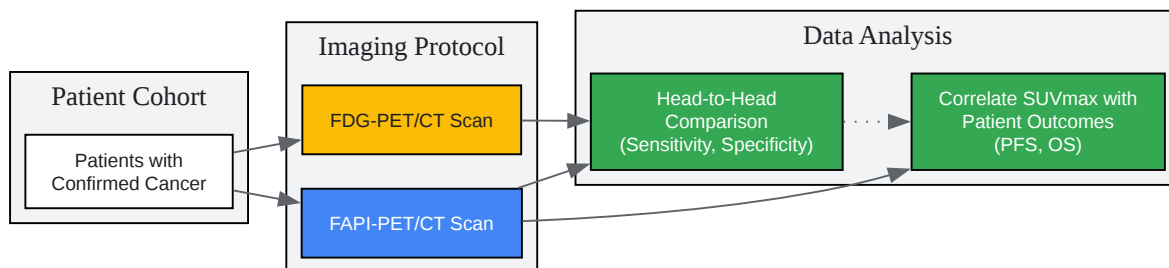 Patient Cohort
Patients with
Confirmed Cancer
Imaging Protocol
FDG-PET/CT Scan
FAPI-PET/CT Scan
Data Analysis
Head-to-Head
Comparison
(Sensitivity, Specificity)
Correlate SUVmax with
Patient Outcomes
(PFS, OS)